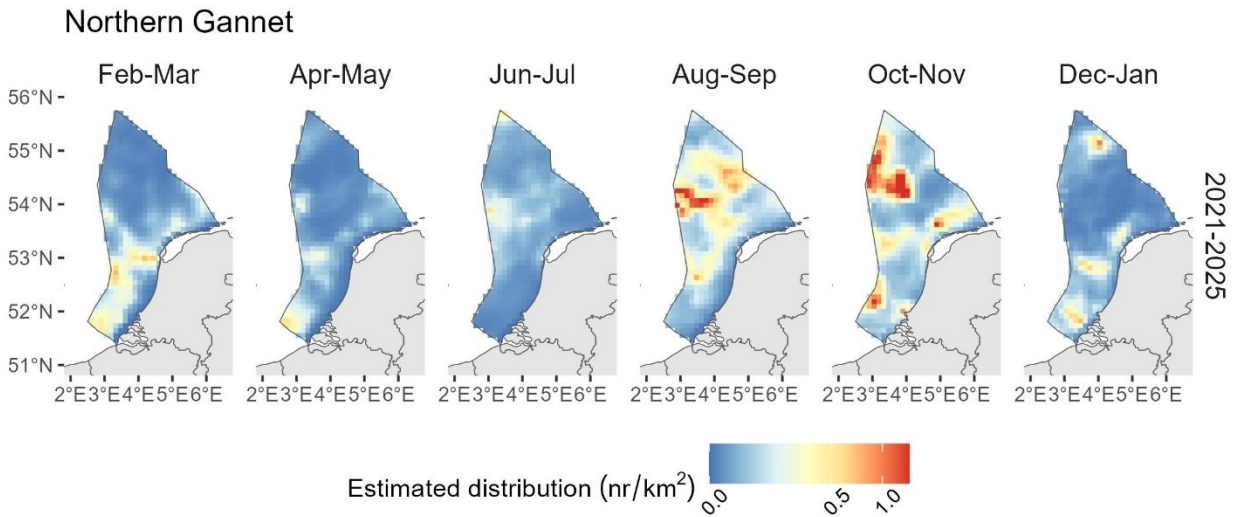 Northern Gannet
Feb-Mar Apr-May Jun-Jul Aug-Sep Oct-Nov Dec-Jan
56°N
55°N
54°N
53°N
52°N
51°N
2021-2025
2°E3°E4°E5°E6°E 2°E3°E4°E5°E6°E 2°E3°E4°E5°E6°E 2°E3°E4°E5°E6°E 2°E3°E4°E5°E6°E 2°E3°E4°E5°E6°E
Estimated distribution (nr/km²)
0.0 0.5 1.0